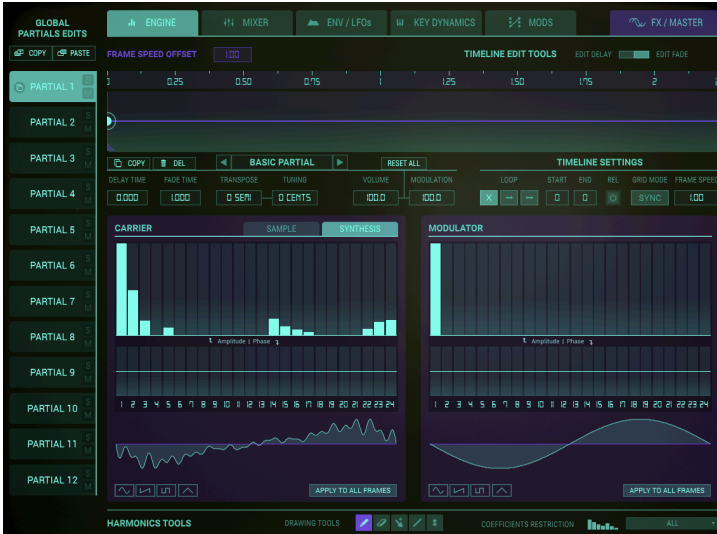 GLOBAL
PARTIALS EDITS
COPY PASTE
ENGINE MIXER ENV / LFOs KEY DYNAMICS MODS FX / MASTER
FRAME SPEED OFFSET 1.00 TIMELINE EDIT TOOLS EDIT DELAY EDIT FADE
0 0.25 0.50 0.75 1 1.25 1.50 1.75 2
PARTIAL 1 S M
PARTIAL 2 S M
PARTIAL 3 S M
PARTIAL 4 S M
PARTIAL 5 S M
PARTIAL 6 S M
PARTIAL 7 S M
PARTIAL 8 S M
PARTIAL 9 S M
PARTIAL 10 S M
PARTIAL 11 S M
PARTIAL 12 S M
COPY DEL BASIC PARTIAL RESET ALL TIMELINE SETTINGS
DELAY TIME FADE TIME TRANSPOSE TUNING VOLUME MODULATION LOOP START END REL GRID MODE FRAME SPEED
0.000 1.000 0 SEMI 0 CENTS 100.0 100.0 X 0 0 SYNC 1.00
CARRIER SAMPLE SYNTHESIS
Amplitude | Phase
1 2 3 4 5 6 7 8 9 10 11 12 13 14 15 16 17 18 19 20 21 22 23 24
APPLY TO ALL FRAMES
MODULATOR
Amplitude | Phase
1 2 3 4 5 6 7 8 9 10 11 12 13 14 15 16 17 18 19 20 21 22 23 24
APPLY TO ALL FRAMES
HARMONICS TOOLS DRAWING TOOLS COEFFICIENTS RESTRICTION ALL